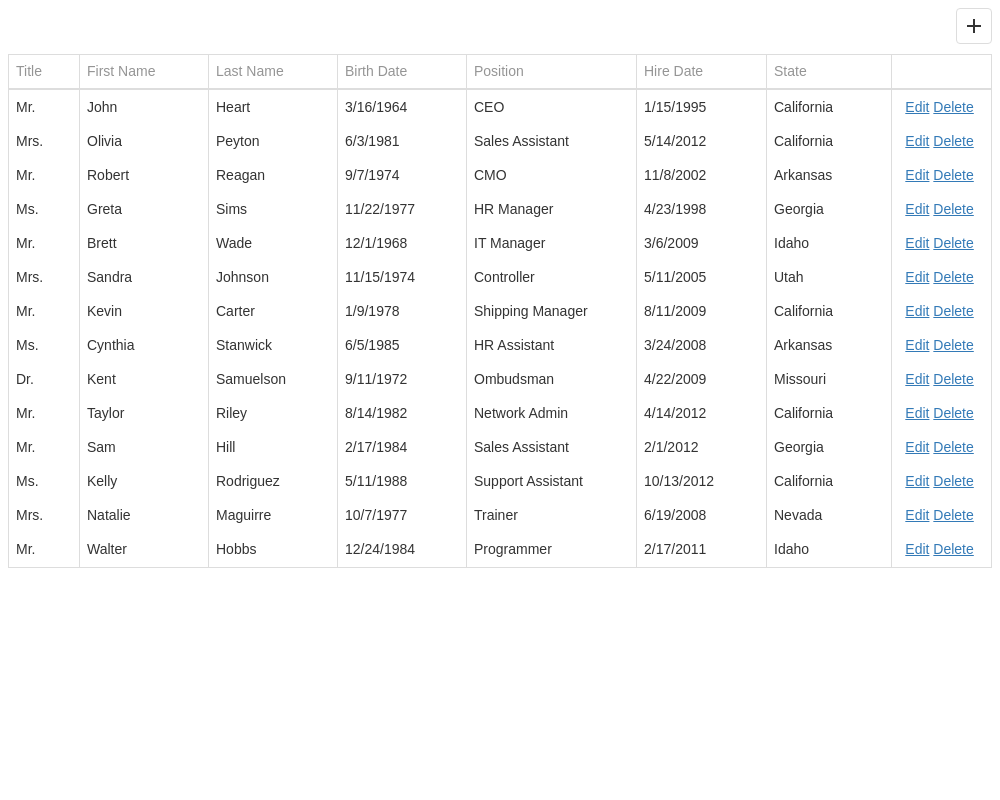 Title First Name Last Name Birth Date Position Hire Date State
Mr. John Heart 3/16/1964 CEO 1/15/1995 California Edit Delete
Mrs. Olivia Peyton 6/3/1981 Sales Assistant 5/14/2012 California Edit Delete
Mr. Robert Reagan 9/7/1974 CMO 11/8/2002 Arkansas Edit Delete
Ms. Greta Sims 11/22/1977 HR Manager 4/23/1998 Georgia Edit Delete
Mr. Brett Wade 12/1/1968 IT Manager 3/6/2009 Idaho Edit Delete
Mrs. Sandra Johnson 11/15/1974 Controller 5/11/2005 Utah Edit Delete
Mr. Kevin Carter 1/9/1978 Shipping Manager 8/11/2009 California Edit Delete
Ms. Cynthia Stanwick 6/5/1985 HR Assistant 3/24/2008 Arkansas Edit Delete
Dr. Kent Samuelson 9/11/1972 Ombudsman 4/22/2009 Missouri Edit Delete
Mr. Taylor Riley 8/14/1982 Network Admin 4/14/2012 California Edit Delete
Mr. Sam Hill 2/17/1984 Sales Assistant 2/1/2012 Georgia Edit Delete
Ms. Kelly Rodriguez 5/11/1988 Support Assistant 10/13/2012 California Edit Delete
Mrs. Natalie Maguirre 10/7/1977 Trainer 6/19/2008 Nevada Edit Delete
Mr. Walter Hobbs 12/24/1984 Programmer 2/17/2011 Idaho Edit Delete